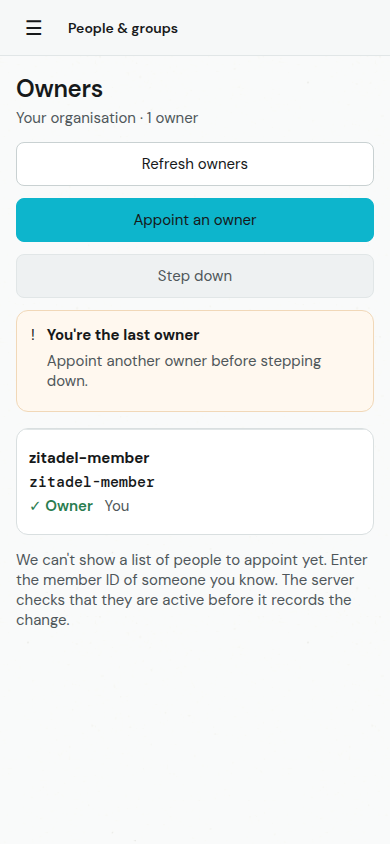 ☰ People & groups
Owners
Your organisation · 1 owner
Refresh owners
Appoint an owner
Step down
! You're the last owner
Appoint another owner before stepping
down.
zitadel-member
zitadel-member
✓ Owner You
We can't show a list of people to appoint yet. Enter
the member ID of someone you know. The server
checks that they are active before it records the
change.